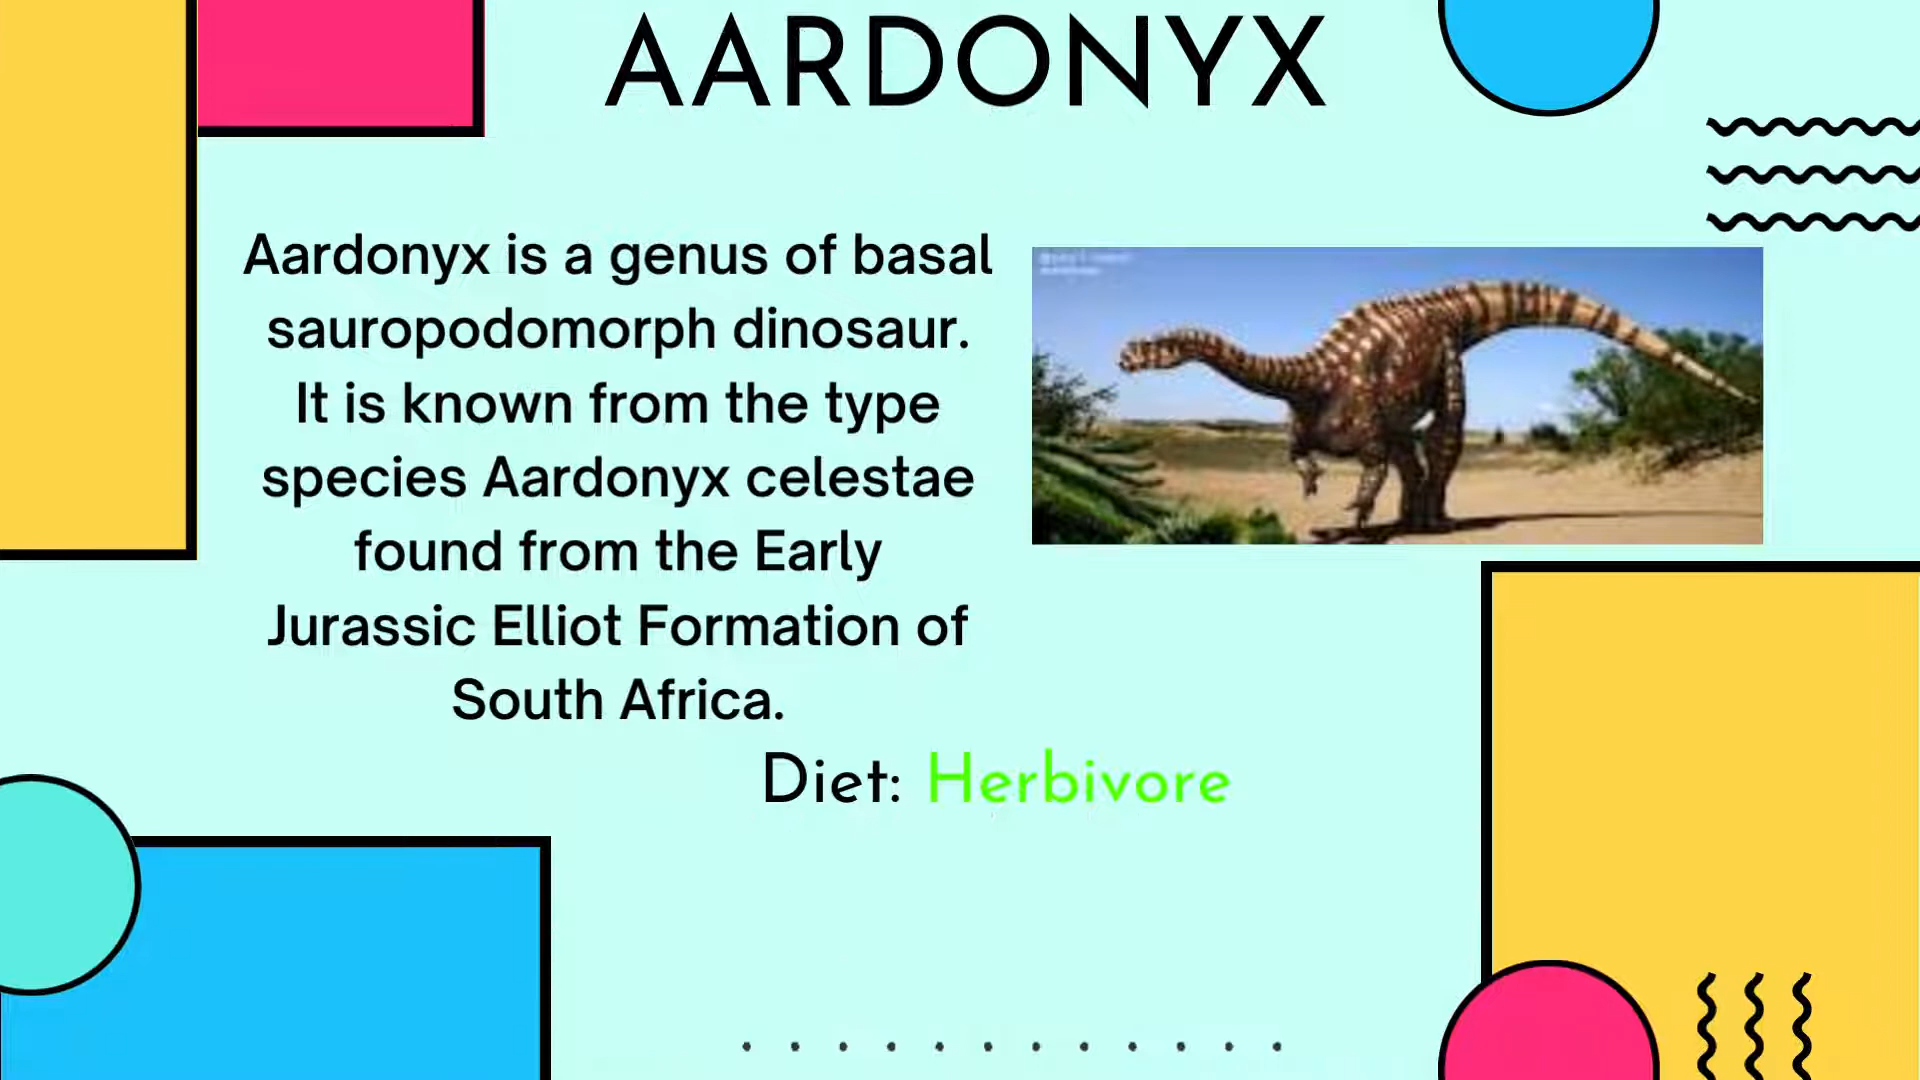 AARDONYX
Aardonyx is a genus of basal
sauropodomorph dinosaur.
It is known from the type
species Aardonyx celestae
found from the Early
Jurassic Elliot Formation of
South Africa.
Diet: Herbivore